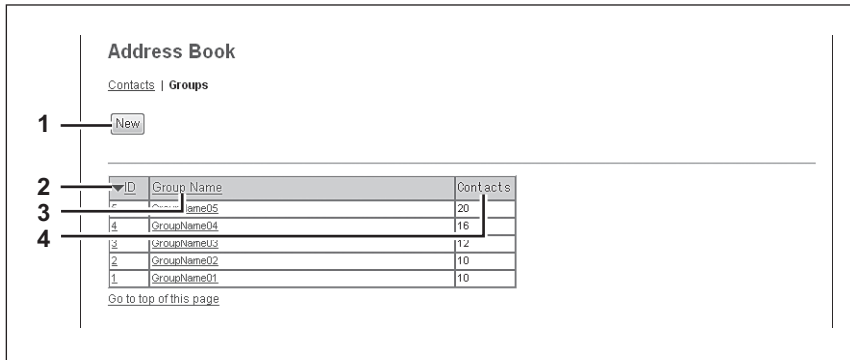 Address Book
Contacts | Groups
1 New
2 ▼ID Group Name Contacts
3
5 20
4 GroupName04 16
4
3 GroupName03 12
2 GroupName02 10
1 GroupName01 10
Go to top of this page